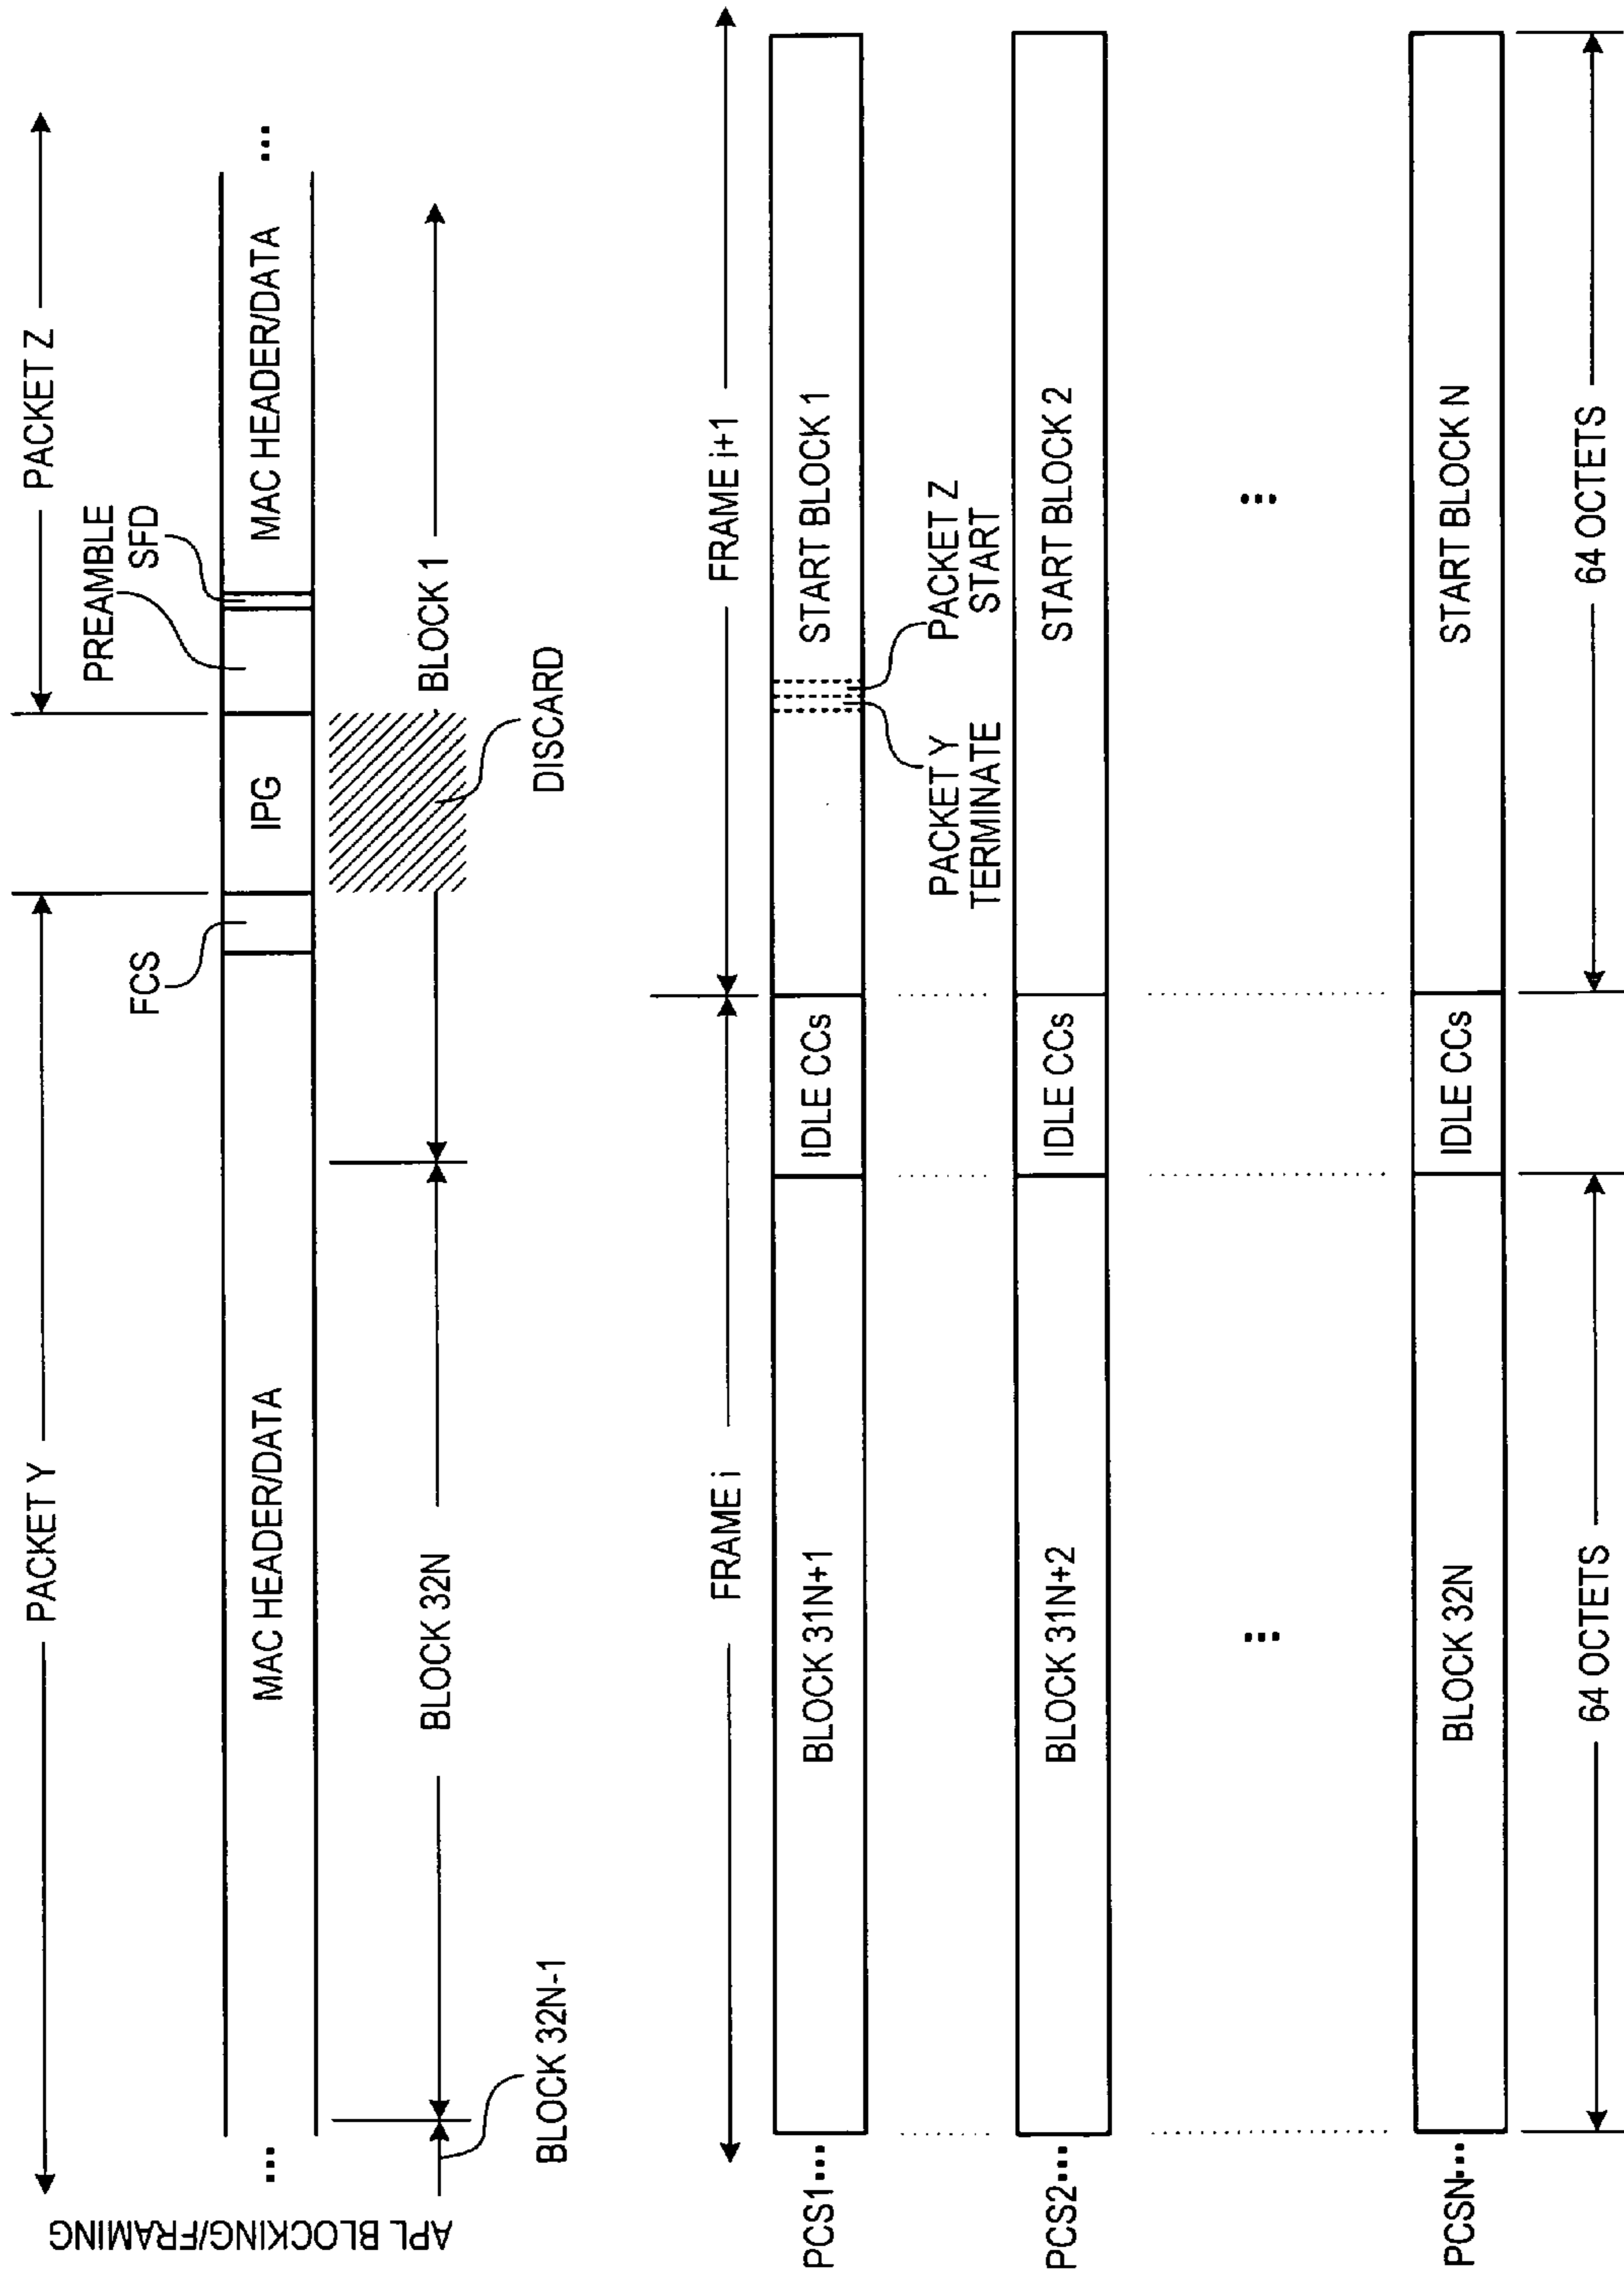 PACKET Y
PACKET Z
FCS
PREAMBLE
SFD
...
MAC HEADER/DATA
IPG
MAC HEADER/DATA
...
APL BLOCKING/FRAMING
BLOCK 32N-1
BLOCK 32N
BLOCK 1
DISCARD
FRAME i
FRAME i+1
PCS1...
BLOCK 31N+1
IDLE CCs
START BLOCK 1
PACKET Y
TERMINATE
PACKET Z
START
PCS2...
BLOCK 31N+2
IDLE CCs
START BLOCK 2
...
...
PCSN...
BLOCK 32N
IDLE CCs
START BLOCK N
64 OCTETS
64 OCTETS